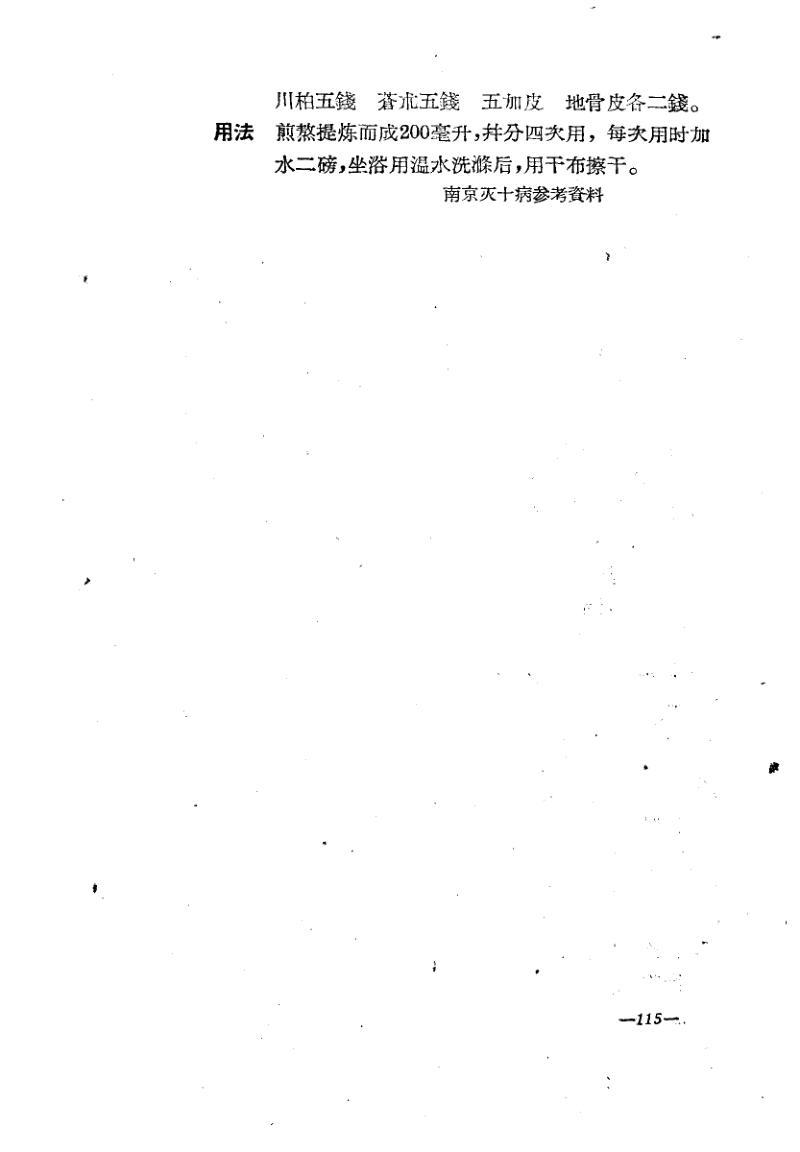 川柏五錢　蒼朮五錢　五加皮　地骨皮各二錢。
用法　煎熬提炼而成200毫升,幷分四次用，每次用时加
水二磅,坐浴用温水洗滌后,用干布擦干。
南京灭十病参考資料
—115—